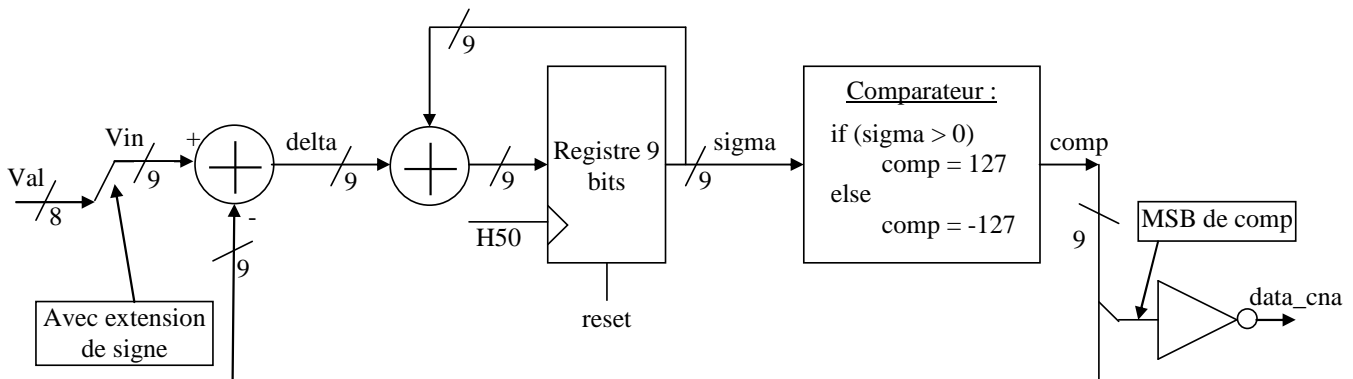 9
Comparateur :
Vin
+
delta
Registre 9
bits
sigma
if (sigma > 0)
comp = 127
else
comp = -127
comp
Val
8
9
9
9
9
-
H50
9
9
MSB de comp
data_cna
Avec extension
de signe
reset